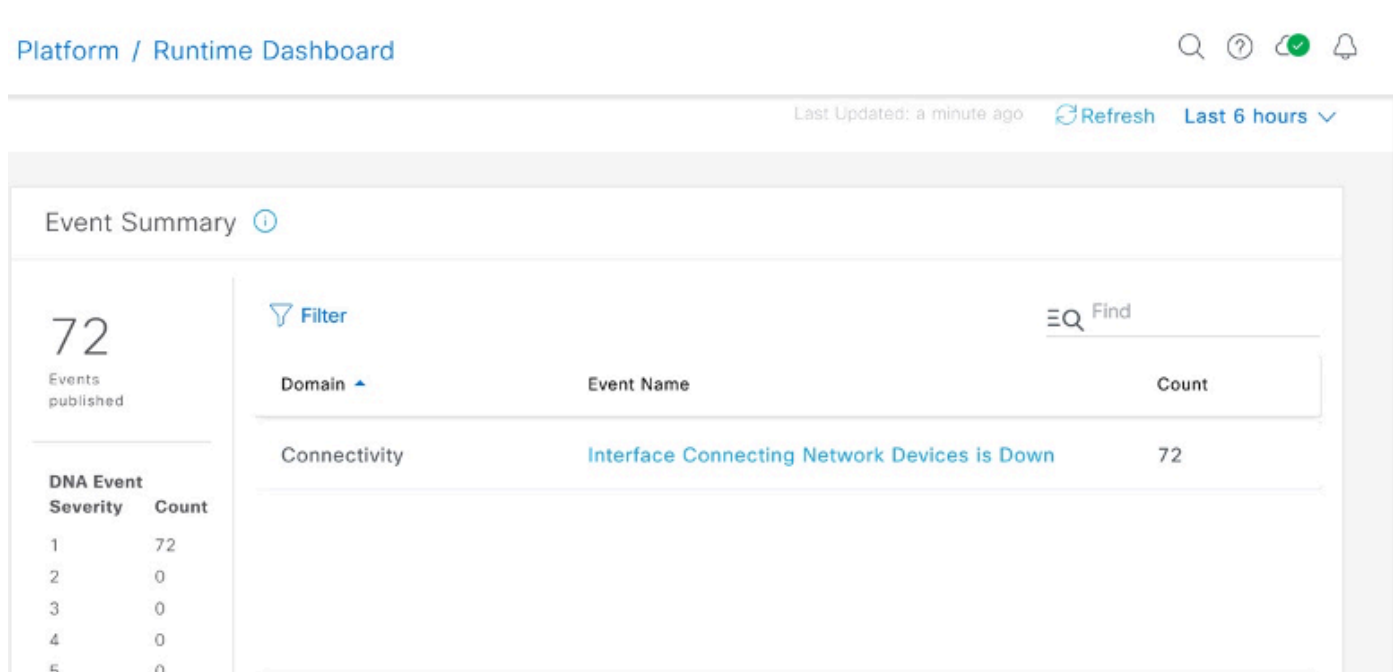 Platform / Runtime Dashboard
Last Updated: a minute ago Refresh Last 6 hours
Event Summary
72
Events
published
Filter
Find
Domain Event Name Count
Connectivity Interface Connecting Network Devices is Down 72
DNA Event
Severity Count
1 72
2 0
3 0
4 0
5 0